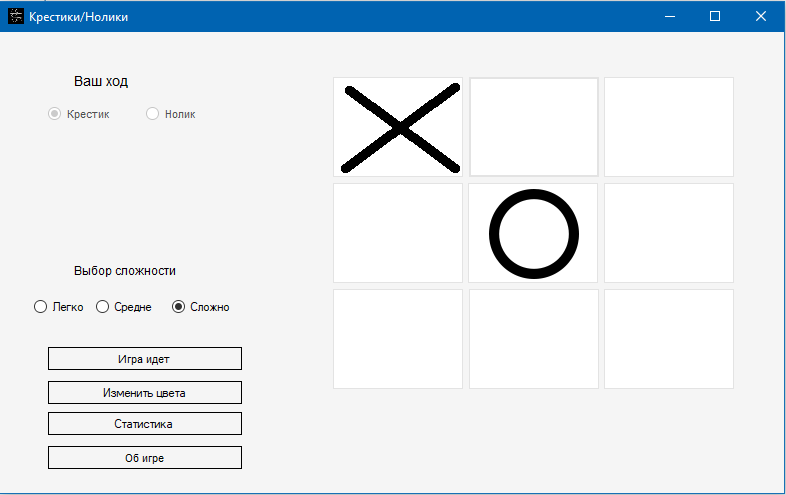 Крестики/Нолики
Ваш ход
Крестик Нолик
Выбор сложности
Легко Средне Сложно
Игра идет
Изменить цвета
Статистика
Об игре